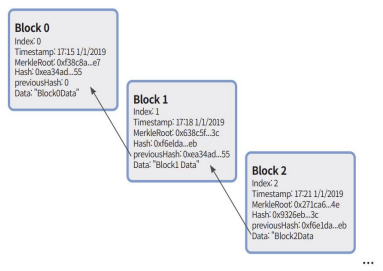 Block 0
Index: 0
Timestamp: 17:15 1/1/2019
MerkleRoot: 0xf38c8a...e7
Hash: 0xea34ad...55
previousHash: 0
Data: "Block0Data"
Block 1
Index: 1
Timestamp: 17:18 1/1/2019
MerkleRoot: 0x638c5f...3c
Hash: 0xf6elda...eb
previousHash: 0xea34ad...55
Data: "Block1 Data"
Block 2
Index: 2
Timestamp: 17:21 1/1/2019
MerkleRoot: 0x271ca6...4e
Hash: 0x9326eb...3c
previousHash: 0xf6e1da...eb
Data: "Block2Data
...